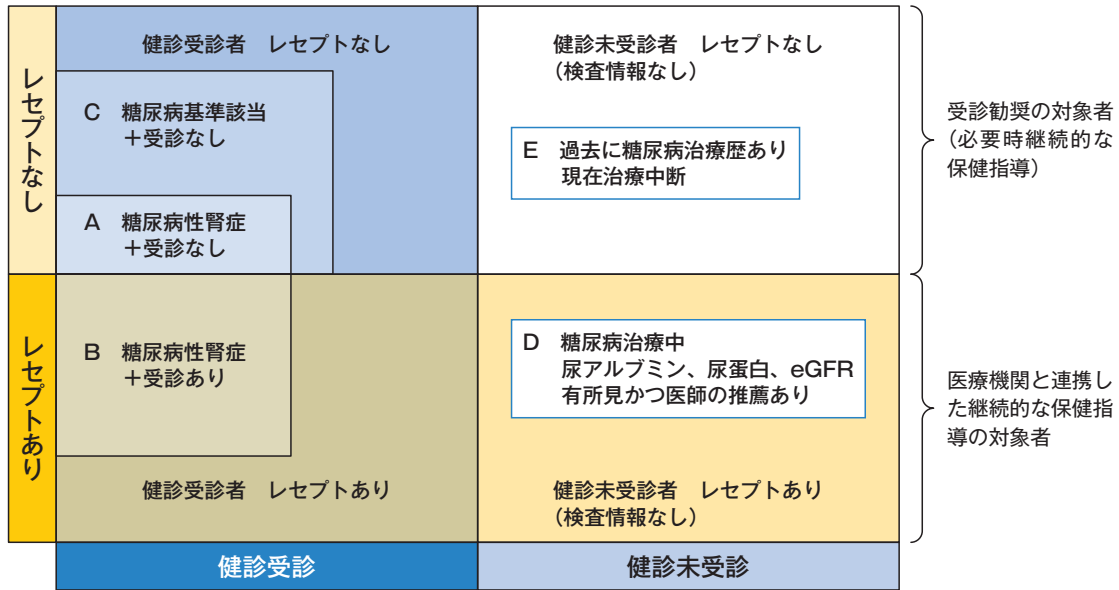 レセプトなし
健診受診者　レセプトなし
C　糖尿病基準該当
＋受診なし
A　糖尿病性腎症
＋受診なし
健診未受診者　レセプトなし
（検査情報なし）
E　過去に糖尿病治療歴あり
現在治療中断
受診勧奨の対象者
（必要時継続的な
保健指導）
レセプトあり
B　糖尿病性腎症
＋受診あり
健診受診者　レセプトあり
D　糖尿病治療中
尿アルブミン、尿蛋白、eGFR
有所見かつ医師の推薦あり
健診未受診者　レセプトあり
（検査情報なし）
医療機関と連携し
た継続的な保健指
導の対象者
健診受診
健診未受診